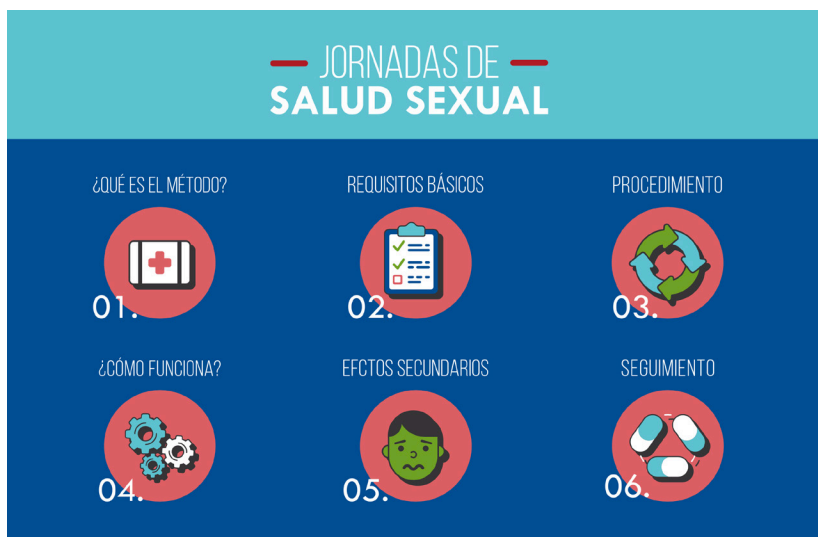 JORNADAS DE
SALUD SEXUAL
¿QUÉ ES EL MÉTODO?
01.
REQUISITOS BÁSICOS
02.
PROCEDIMIENTO
03.
¿CÓMO FUNCIONA?
04.
EFCTOS SECUNDARIOS
05.
SEGUIMIENTO
06.